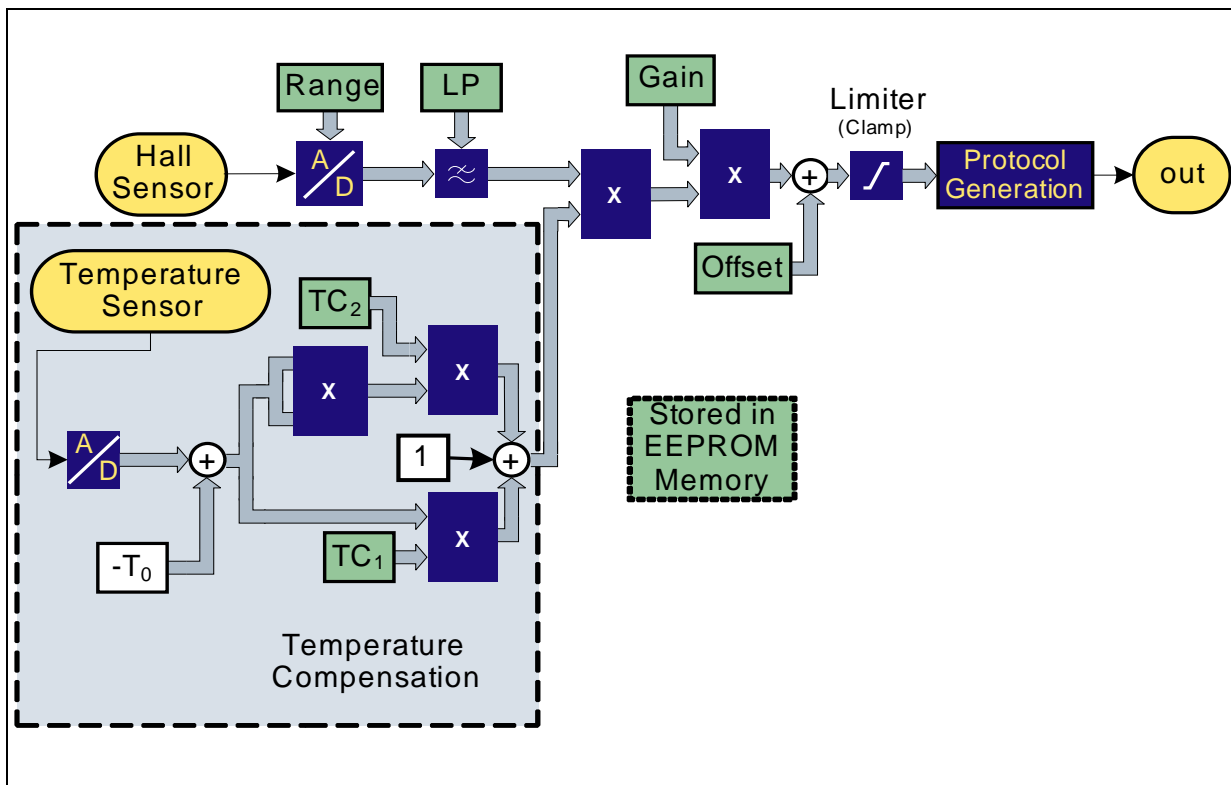 Range
LP
Gain
Limiter
(Clamp)
Hall
Sensor
A
D
X
X
+
Protocol
Generation
out
Offset
Temperature
Sensor
TC₂
X
X
Stored in
EEPROM
Memory
A
D
+
1
+
X
TC₁
-T₀
Temperature
Compensation